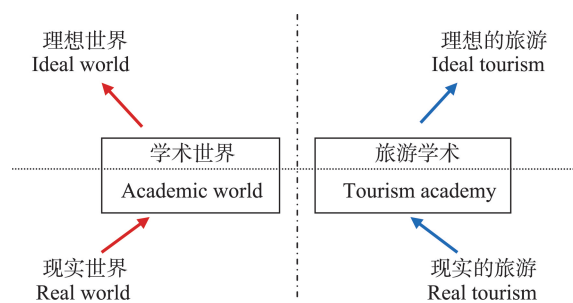 理想世界
Ideal world
理想的旅游
Ideal tourism
学术世界
Academic world
旅游学术
Tourism academy
现实世界
Real world
现实的旅游
Real tourism